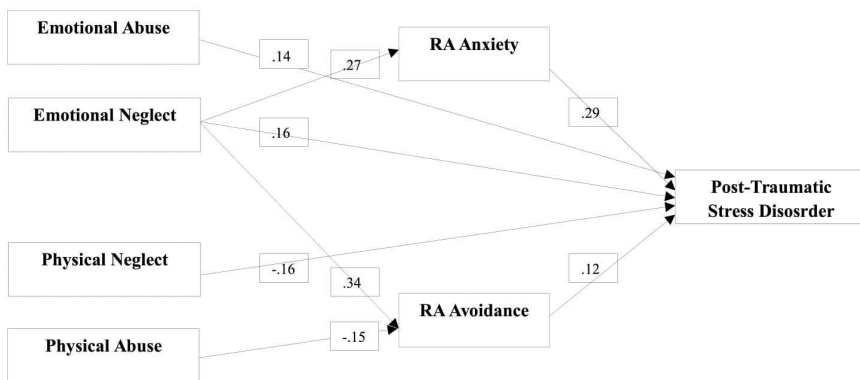 Emotional Abuse
.14
RA Anxiety
.27
Emotional Neglect
.29
.16
Post-Traumatic
Stress Disosrder
Physical Neglect
-.16
.34
.12
RA Avoidance
-.15
Physical Abuse